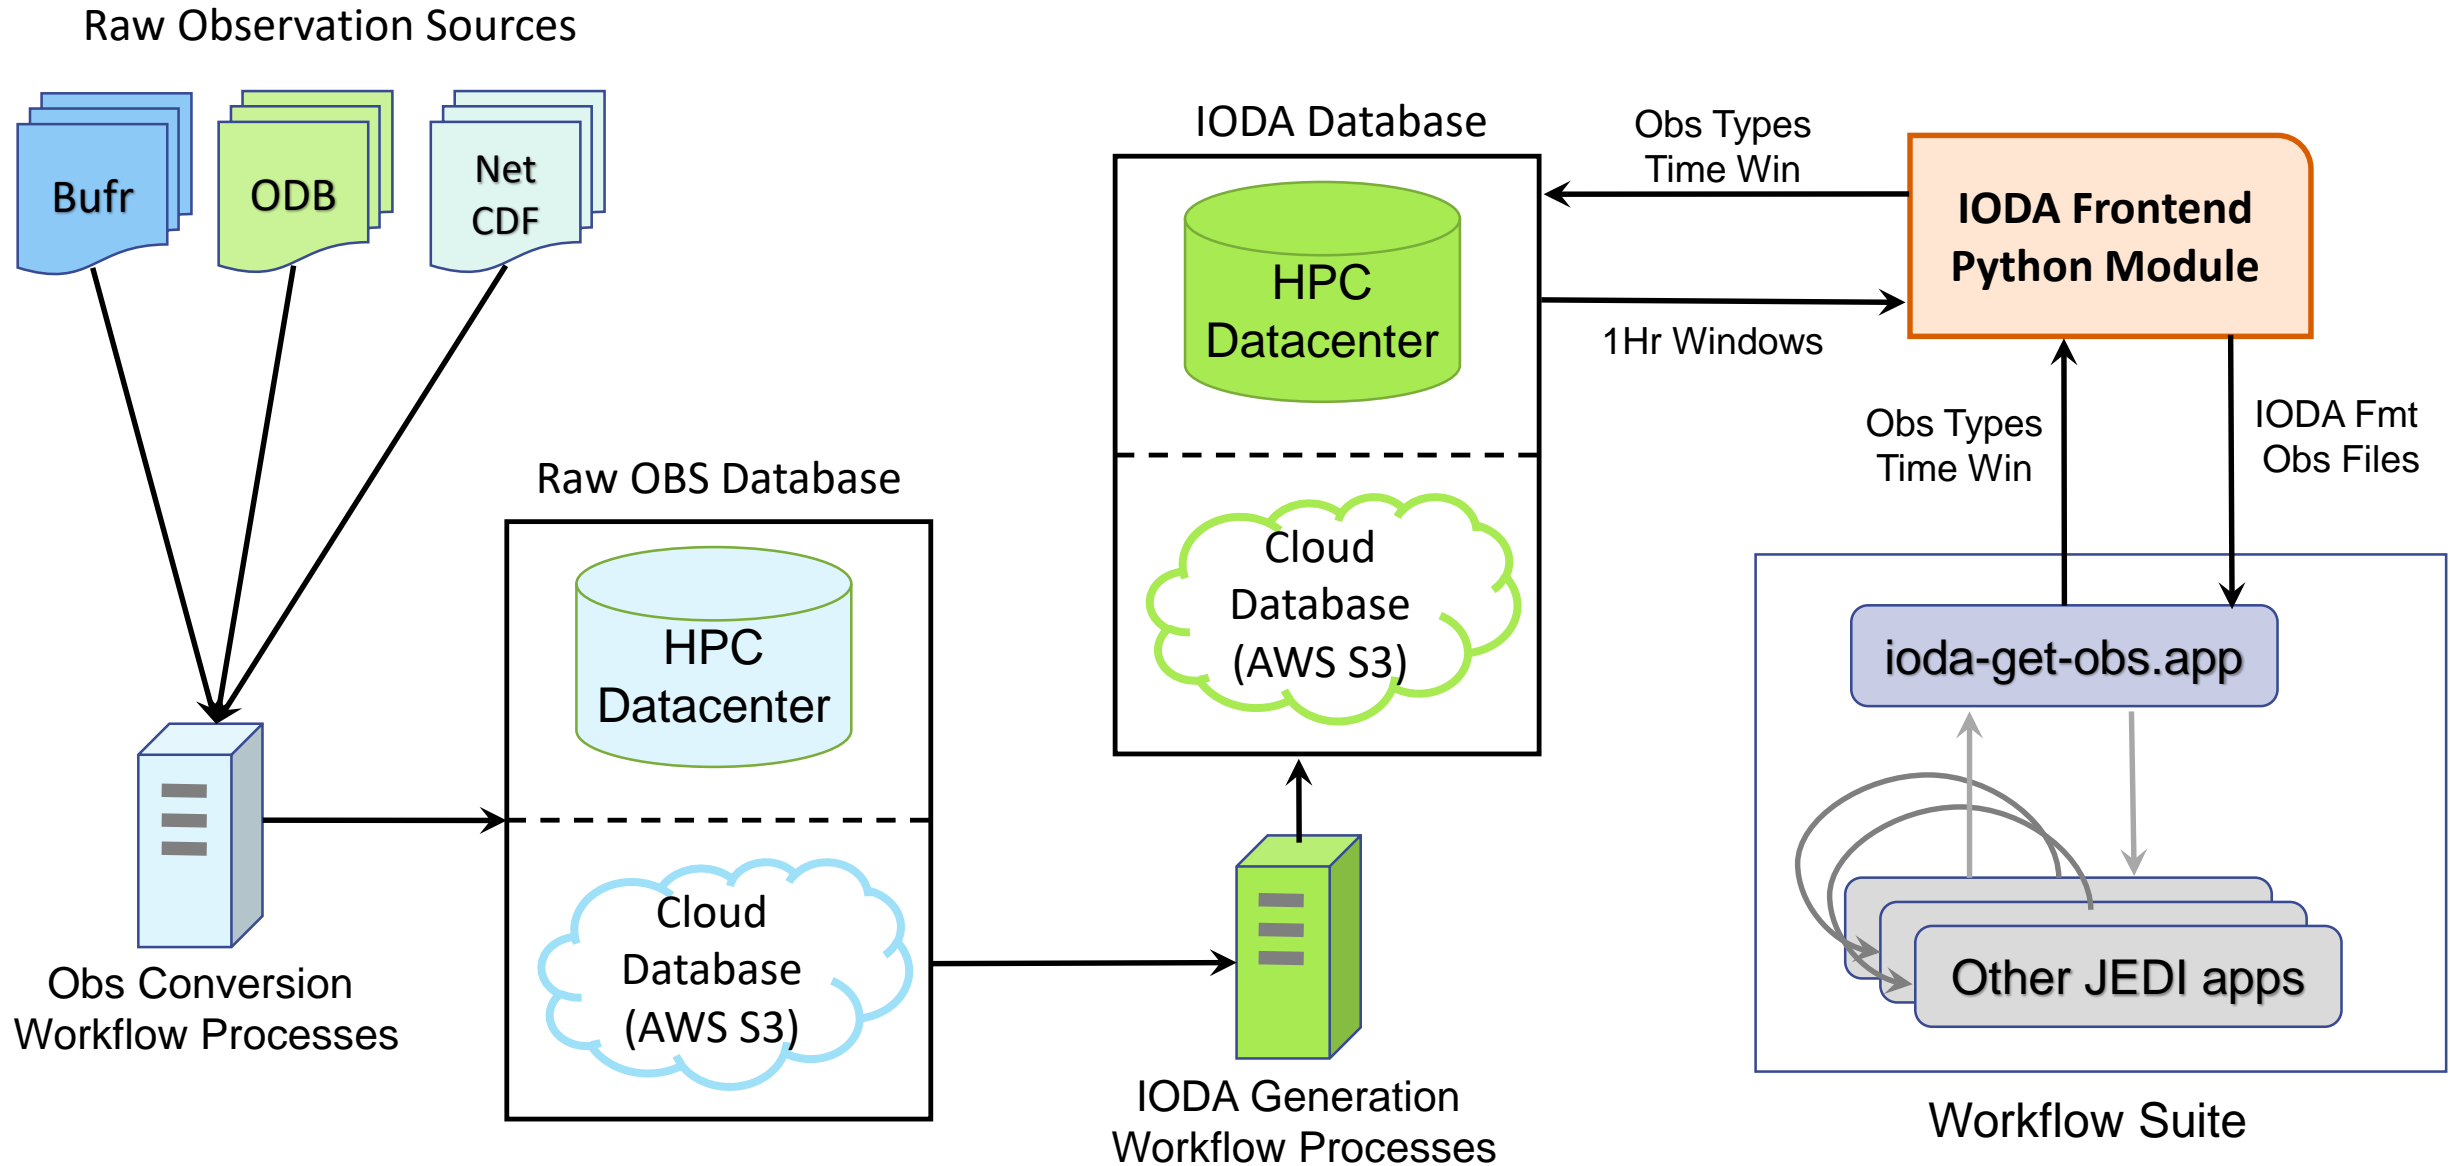 Raw Observation Sources
Bufr
ODB
Net
CDF
Obs Conversion
Workflow Processes
Raw OBS Database
HPC
Datacenter
Cloud
Database
(AWS S3)
IODA Generation
Workflow Processes
IODA Database
HPC
Datacenter
Cloud
Database
(AWS S3)
Obs Types
Time Win
1Hr Windows
IODA Frontend
Python Module
Obs Types
Time Win
IODA Fmt
Obs Files
ioda-get-obs.app
Other JEDI apps
Workflow Suite